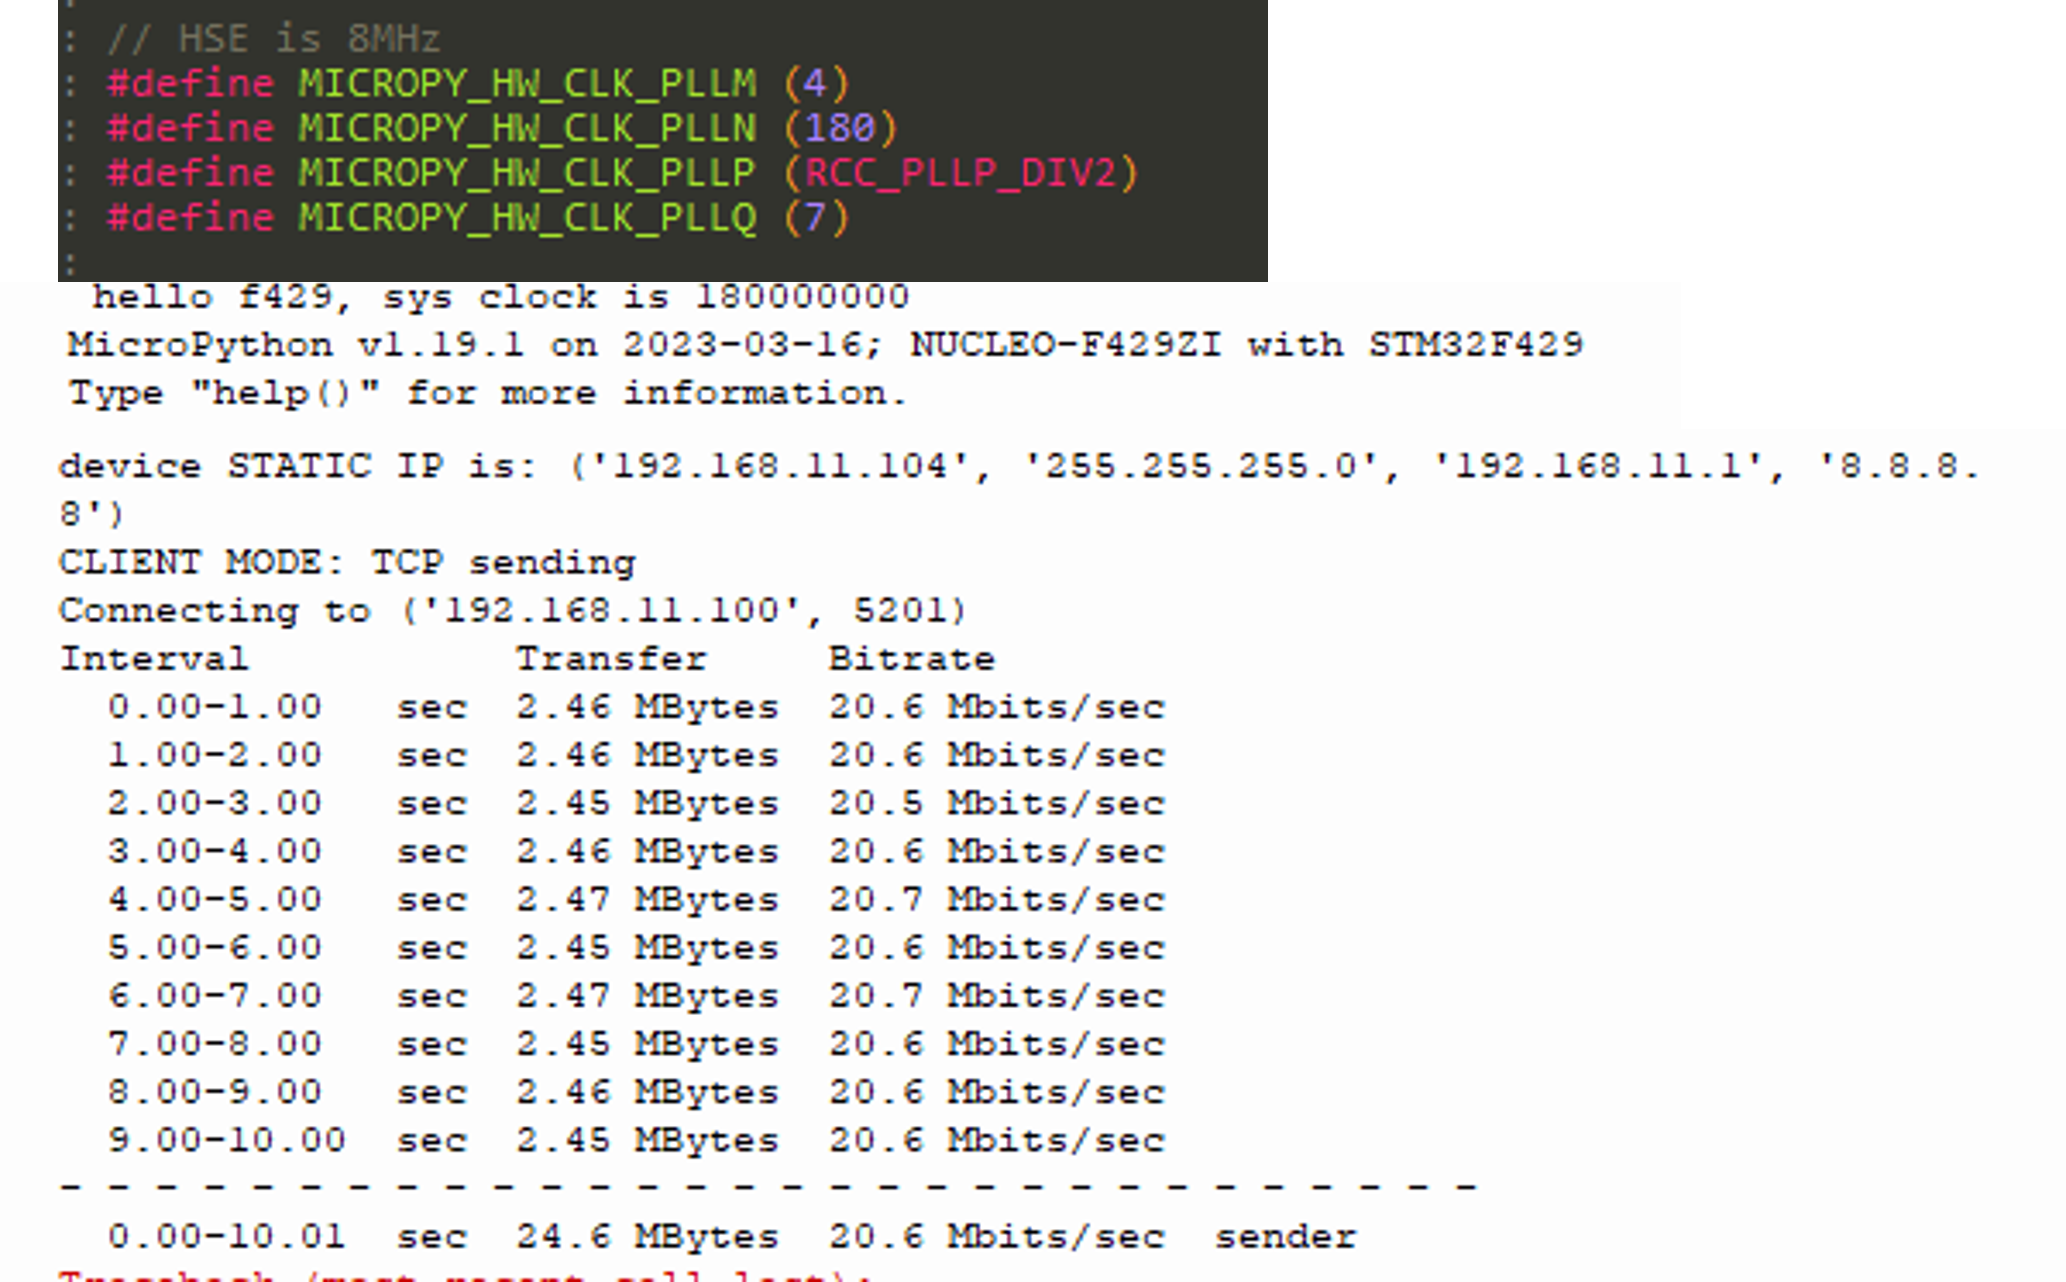 : // HSE is 8MHz
: #define MICROPY_HW_CLK_PLLM (4)
: #define MICROPY_HW_CLK_PLLN (180)
: #define MICROPY_HW_CLK_PLLP (RCC_PLLP_DIV2)
: #define MICROPY_HW_CLK_PLLQ (7)
:
hello f429, sys clock is 180000000
MicroPython v1.19.1 on 2023-03-16; NUCLEO-F429ZI with STM32F429
Type "help()" for more information.
device STATIC IP is: ('192.168.11.104', '255.255.255.0', '192.168.11.1', '8.8.8.
8')
CLIENT MODE: TCP sending
Connecting to ('192.168.11.100', 5201)
Interval Transfer Bitrate
0.00-1.00 sec 2.46 MBytes 20.6 Mbits/sec
1.00-2.00 sec 2.46 MBytes 20.6 Mbits/sec
2.00-3.00 sec 2.45 MBytes 20.5 Mbits/sec
3.00-4.00 sec 2.46 MBytes 20.6 Mbits/sec
4.00-5.00 sec 2.47 MBytes 20.7 Mbits/sec
5.00-6.00 sec 2.45 MBytes 20.6 Mbits/sec
6.00-7.00 sec 2.47 MBytes 20.7 Mbits/sec
7.00-8.00 sec 2.45 MBytes 20.6 Mbits/sec
8.00-9.00 sec 2.46 MBytes 20.6 Mbits/sec
9.00-10.00 sec 2.45 MBytes 20.6 Mbits/sec
- - - - - - - - - - - - - - - - - - - - - - - - - - - - - -
0.00-10.01 sec 24.6 MBytes 20.6 Mbits/sec sender
Traceback (most recent call last):